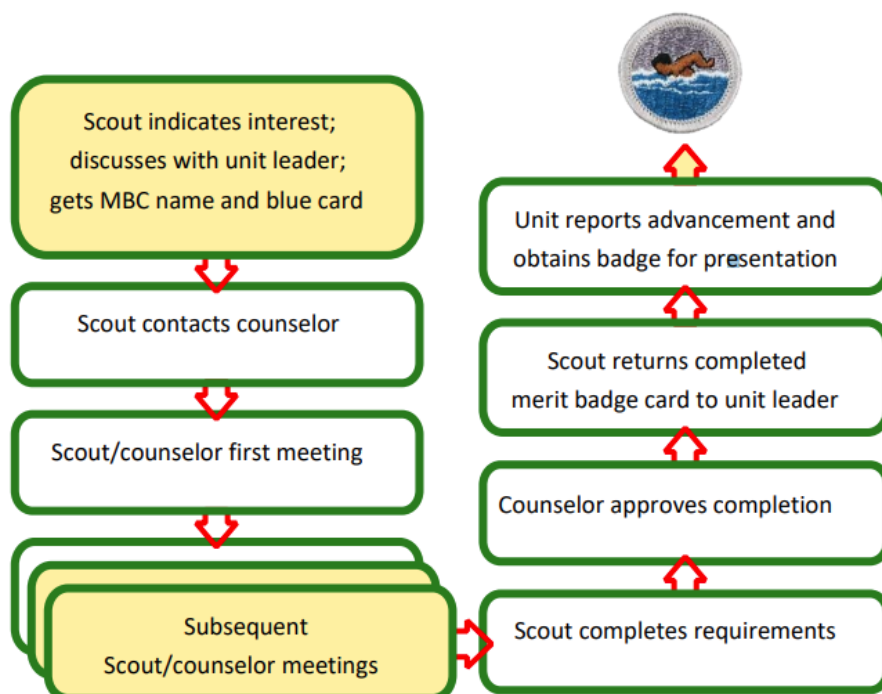 Scout indicates interest;
discusses with unit leader;
gets MBC name and blue card
Scout contacts counselor
Scout/counselor first meeting
Subsequent
Scout/counselor meetings
Scout completes requirements
Counselor approves completion
Scout returns completed
merit badge card to unit leader
Unit reports advancement and
obtains badge for presentation